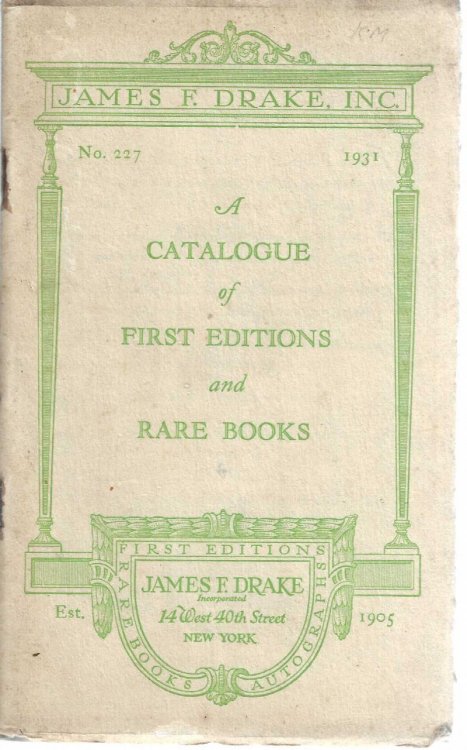 JAMES F. DRAKE, INC.
No. 227 1931
A
CATALOGUE
of
FIRST EDITIONS
and
RARE BOOKS
FIRST EDITIONS
RARE BOOKS
AUTOGRAPHS
JAMES F. DRAKE
Incorporated
14 West 40th Street
NEW YORK
Est. 1905